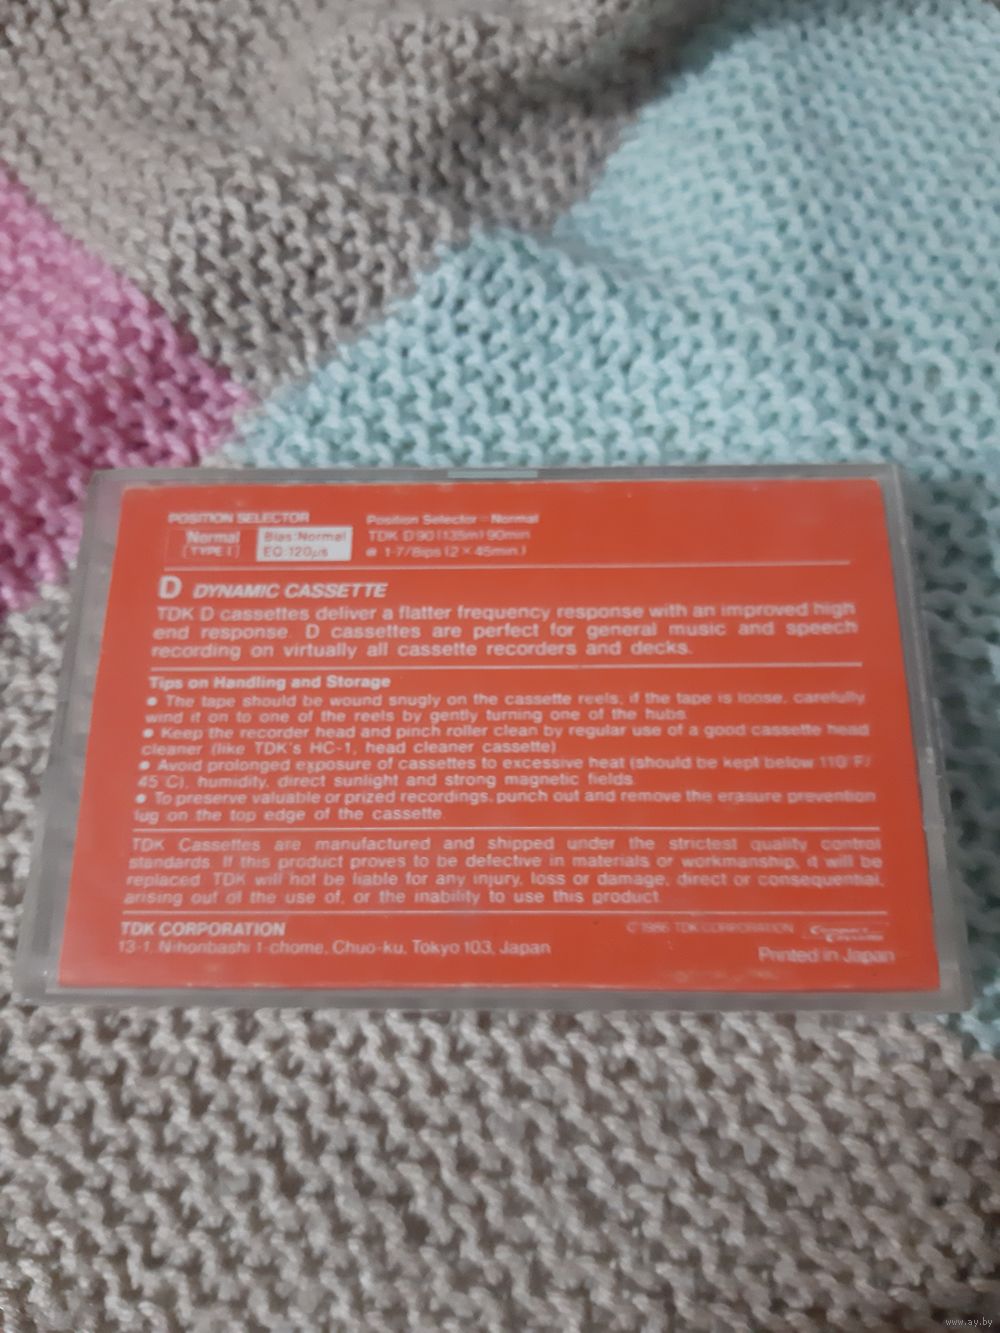 POSITION SELECTOR
Normal
(TYPE I)
Bias:Normal
EQ:120μs
Position Selector—Normal
TDK D90 (135m) 90min
@ 1-7/8ips (2 × 45min.)
D DYNAMIC CASSETTE
TDK D cassettes deliver a flatter frequency response with an improved high
end response. D cassettes are perfect for general music and speech
recording on virtually all cassette recorders and decks.
Tips on Handling and Storage
● The tape should be wound snugly on the cassette reels; if the tape is loose, carefully
wind it on to one of the reels by gently turning one of the hubs.
● Keep the recorder head and pinch roller clean by regular use of a good cassette head
cleaner (like TDK's HC-1, head cleaner cassette)
● Avoid prolonged exposure of cassettes to excessive heat (should be kept below 110°F/
45°C), humidity, direct sunlight and strong magnetic fields.
● To preserve valuable or prized recordings, punch out and remove the erasure prevention
lug on the top edge of the cassette.
TDK Cassettes are manufactured and shipped under the strictest quality control
standards. If this product proves to be defective in materials or workmanship, it will be
replaced. TDK will not be liable for any injury, loss or damage, direct or consequential,
arising out of the use of, or the inability to use this product.
TDK CORPORATION
13-1, Nihonbashi 1-chome, Chuo-ku, Tokyo 103, Japan
© 1986 TDK CORPORATION
Compact
Cassette
Printed in Japan
www.ay.by